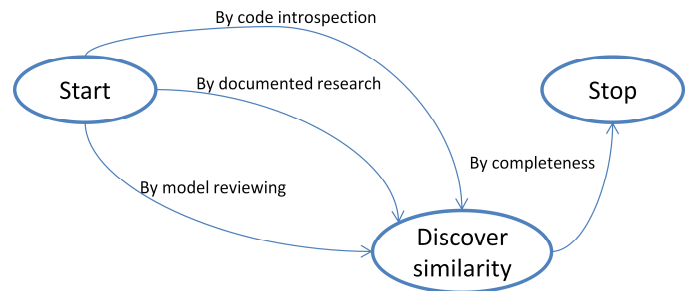 By code introspection
Start
By documented research
Stop
By completeness
By model reviewing
Discover
similarity